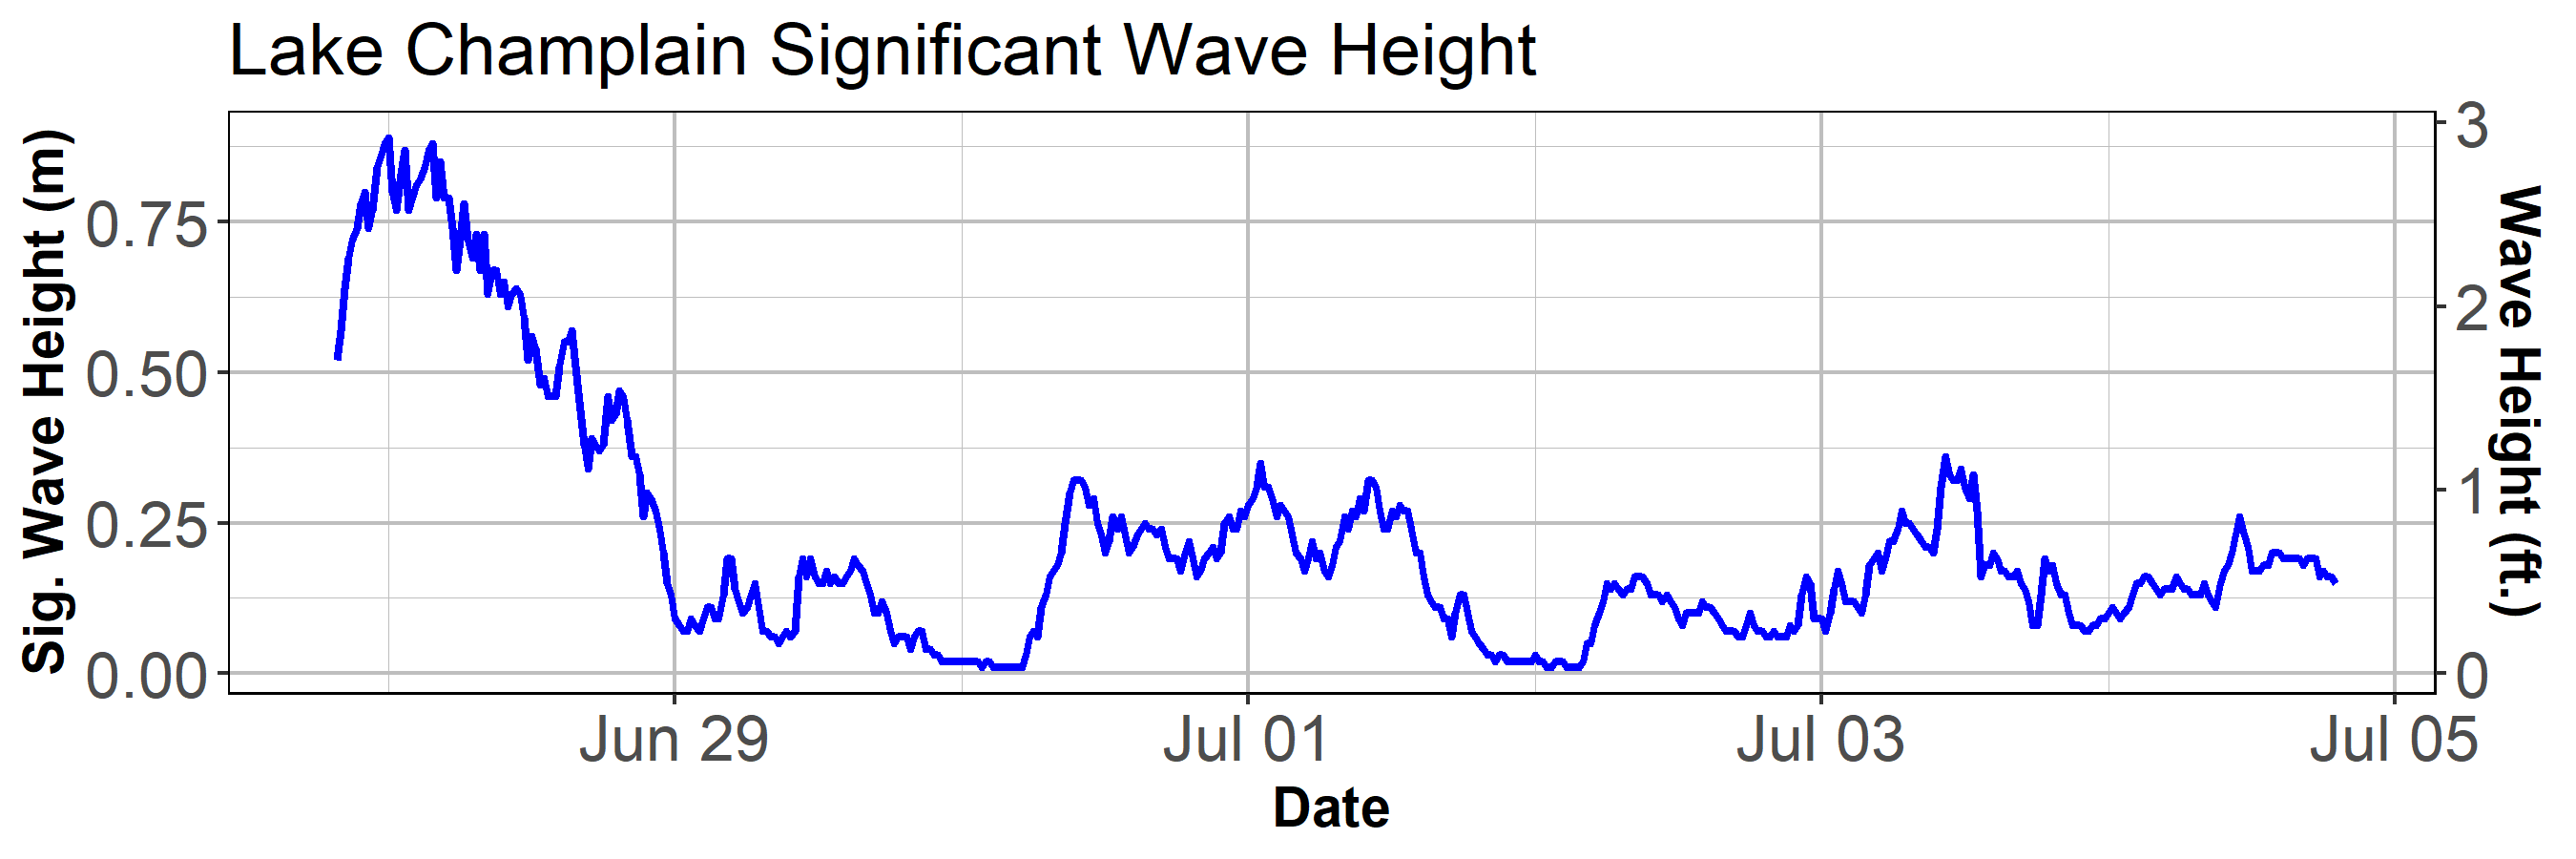 Lake Champlain Significant Wave Height
Sig. Wave Height (m)
0.75
0.50
0.25
0.00
3
2
1
0
Wave Height (ft.)
Jun 29
Jul 01
Jul 03
Jul 05
Date